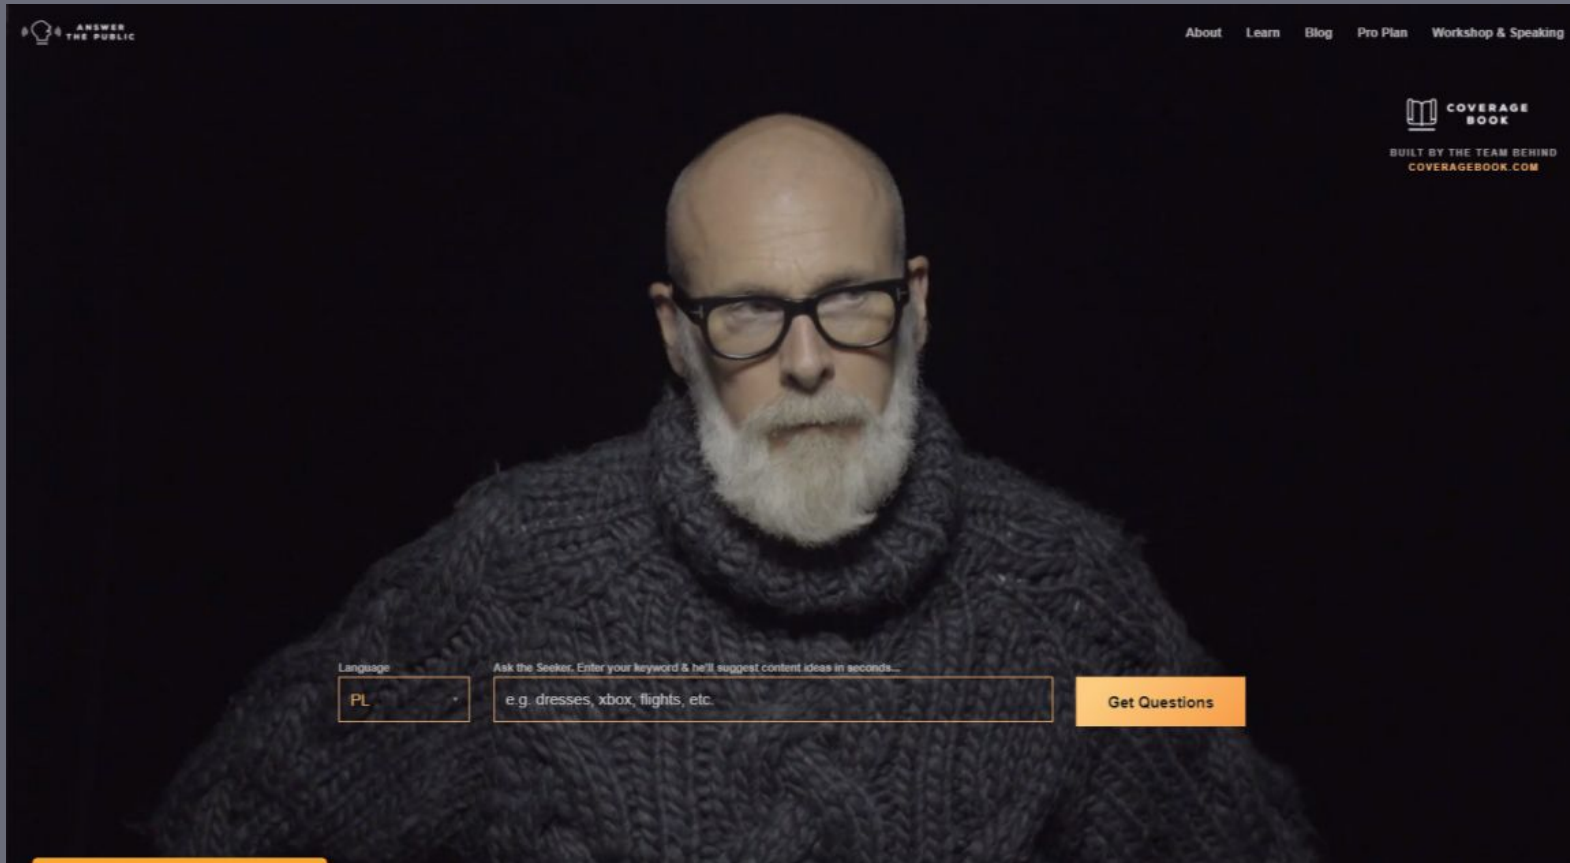 ANSWER
THE PUBLIC
About Learn Blog Pro Plan Workshop & Speaking
COVERAGE
BOOK
BUILT BY THE TEAM BEHIND
COVERAGEBOOK.COM
Language
Ask the Seeker. Enter your keyword & he'll suggest content ideas in seconds...
PL
e.g. dresses, xbox, flights, etc.
Get Questions